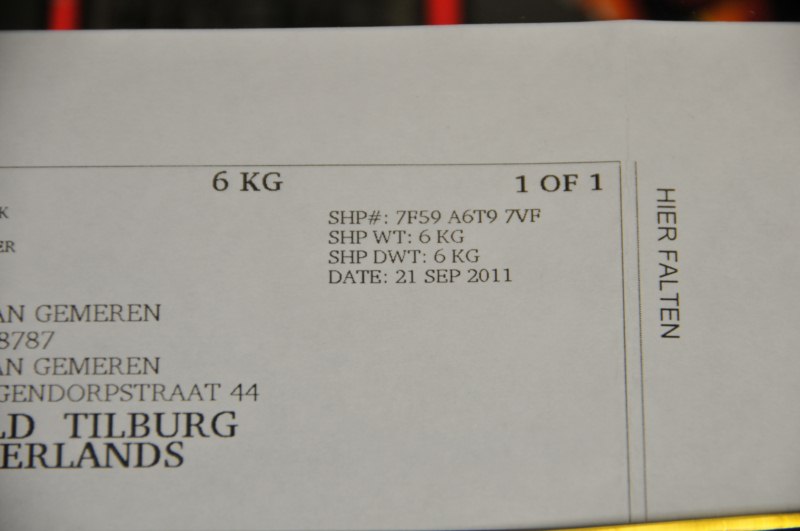 6 KG 1 OF 1
K
ER
SHP#: 7F59 A6T9 7VF
SHP WT: 6 KG
SHP DWT: 6 KG
DATE: 21 SEP 2011
AN GEMEREN
8787
AN GEMEREN
GENDORPSTRAAT 44
LD TILBURG
ERLANDS
HIER FALTEN